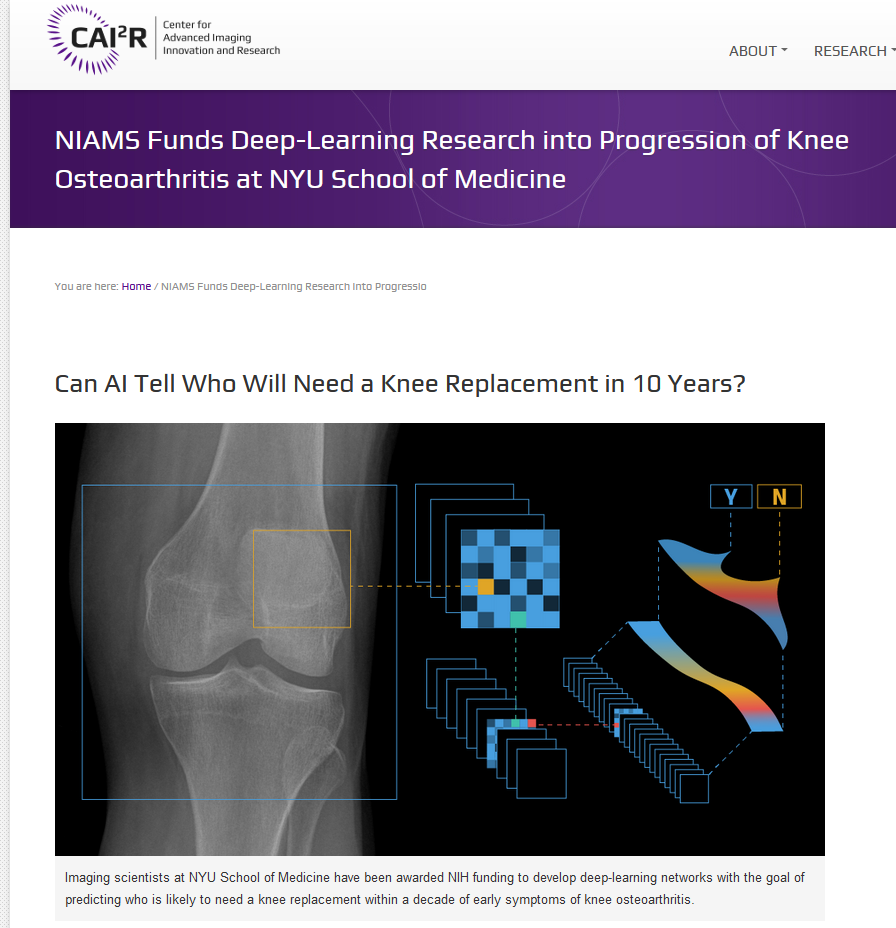 CAI²R
Center for
Advanced Imaging
Innovation and Research
ABOUT
RESEARCH
NIAMS Funds Deep-Learning Research into Progression of Knee
Osteoarthritis at NYU School of Medicine
You are here: Home / NIAMS Funds Deep-Learning Research into Progressio
Can AI Tell Who Will Need a Knee Replacement in 10 Years?
Y N
Imaging scientists at NYU School of Medicine have been awarded NIH funding to develop deep-learning networks with the goal of
predicting who is likely to need a knee replacement within a decade of early symptoms of knee osteoarthritis.